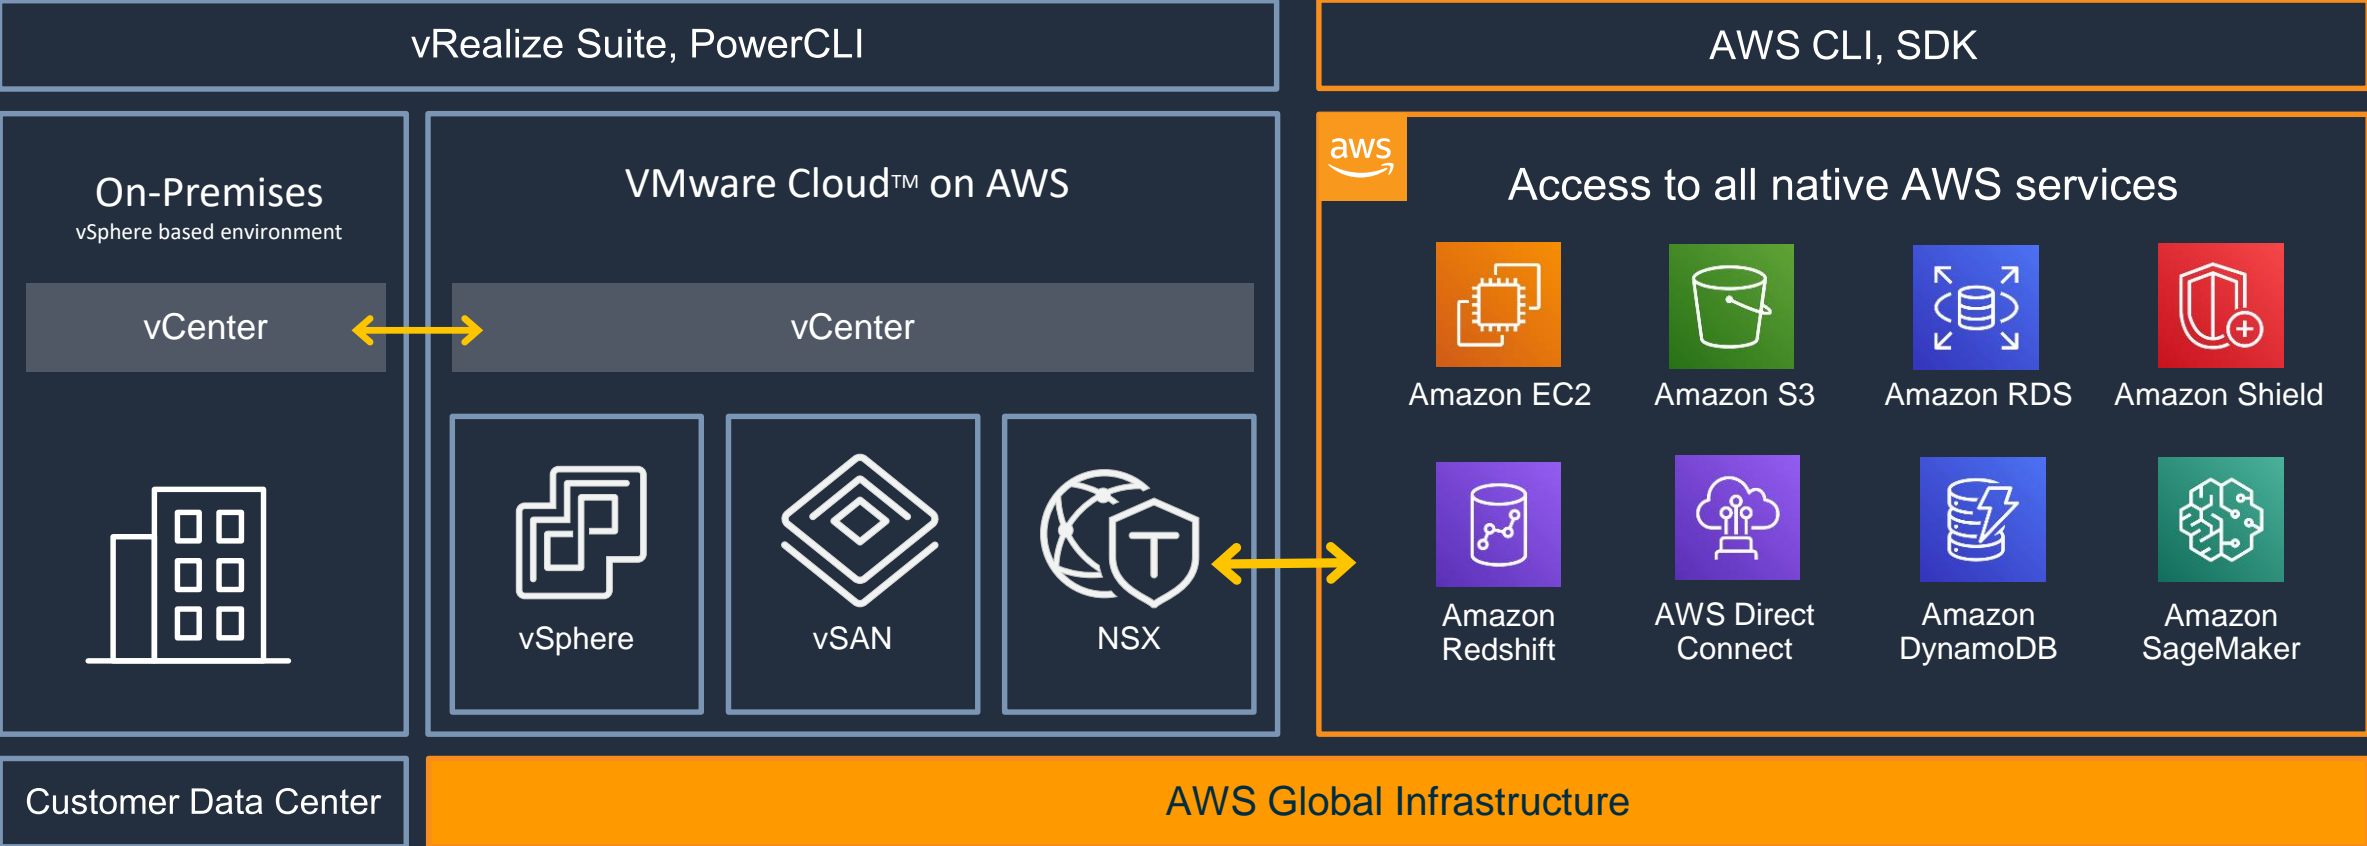 vRealize Suite, PowerCLI
AWS CLI, SDK
On-Premises
vSphere based environment
vCenter
VMware Cloud™ on AWS
vCenter
vSphere
vSAN
NSX
aws
Access to all native AWS services
Amazon EC2
Amazon S3
Amazon RDS
Amazon Shield
Amazon
Redshift
AWS Direct
Connect
Amazon
DynamoDB
Amazon
SageMaker
Customer Data Center
AWS Global Infrastructure